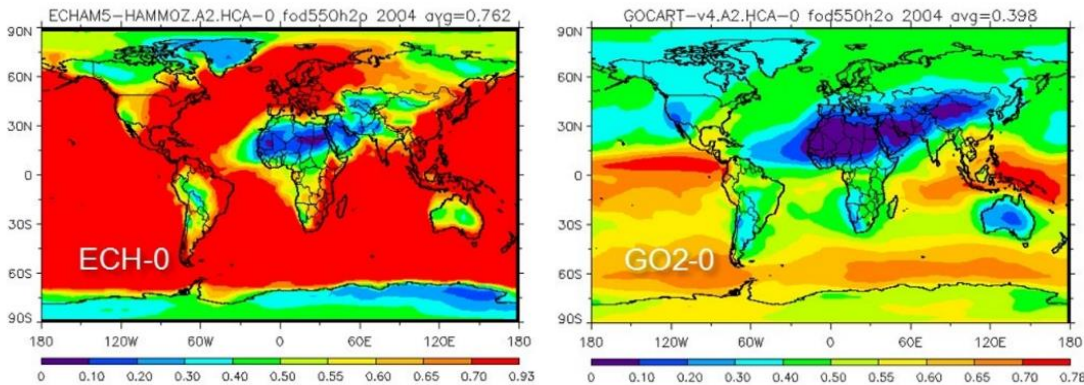 ECHAM5-HAMMOZ.A2.HCA-0 fod550h2p 2004 avg=0.762
90N
60N
30N
0
30S
60S
90S
ECH-0
180 120W 60W 0 60E 120E 180
0 0.10 0.20 0.30 0.40 0.50 0.55 0.60 0.65 0.70 0.93
GOCART-v4.A2.HCA-0 fod550h2o 2004 avg=0.398
90N
60N
30N
0
30S
60S
90S
GO2-0
180 120W 60W 0 60E 120E 180
0 0.10 0.20 0.30 0.40 0.50 0.55 0.60 0.65 0.70 0.78